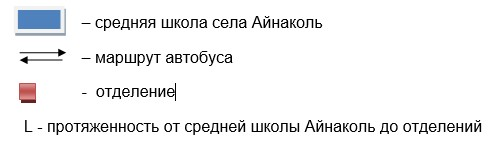 – средняя школа села Айнаколь
– маршрут автобуса
- отделение
L - протяженность от средней школы Айнаколь до отделений